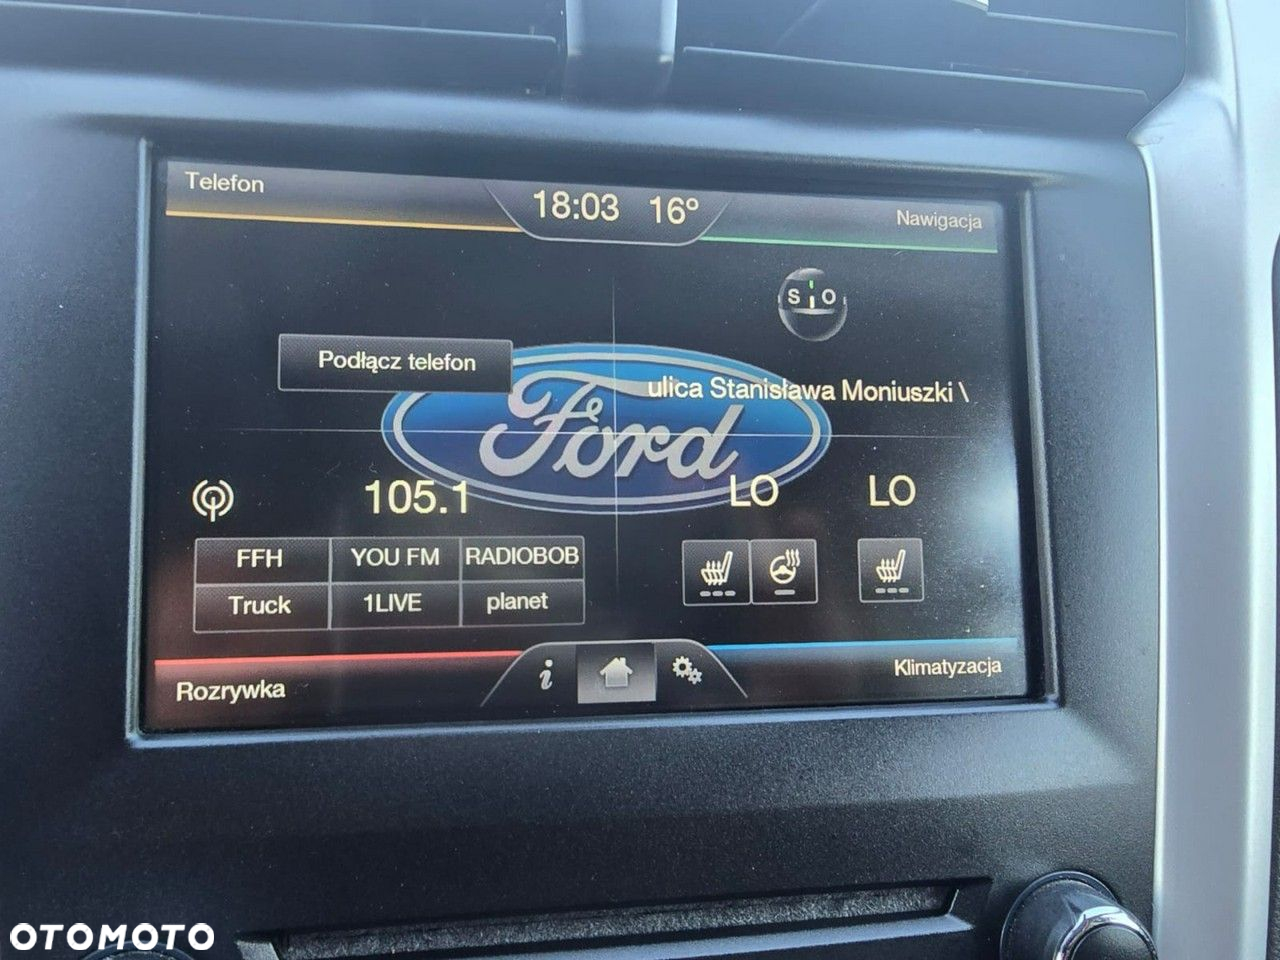 Telefon
18:03 16°
Nawigacja
S O
Podłącz telefon
ulica Stanisława Moniuszki \
Ford
105.1
LO LO
FFH YOU FM RADIOBOB
Truck 1LIVE planet
i
Rozrywka
Klimatyzacja
OTOMOTO